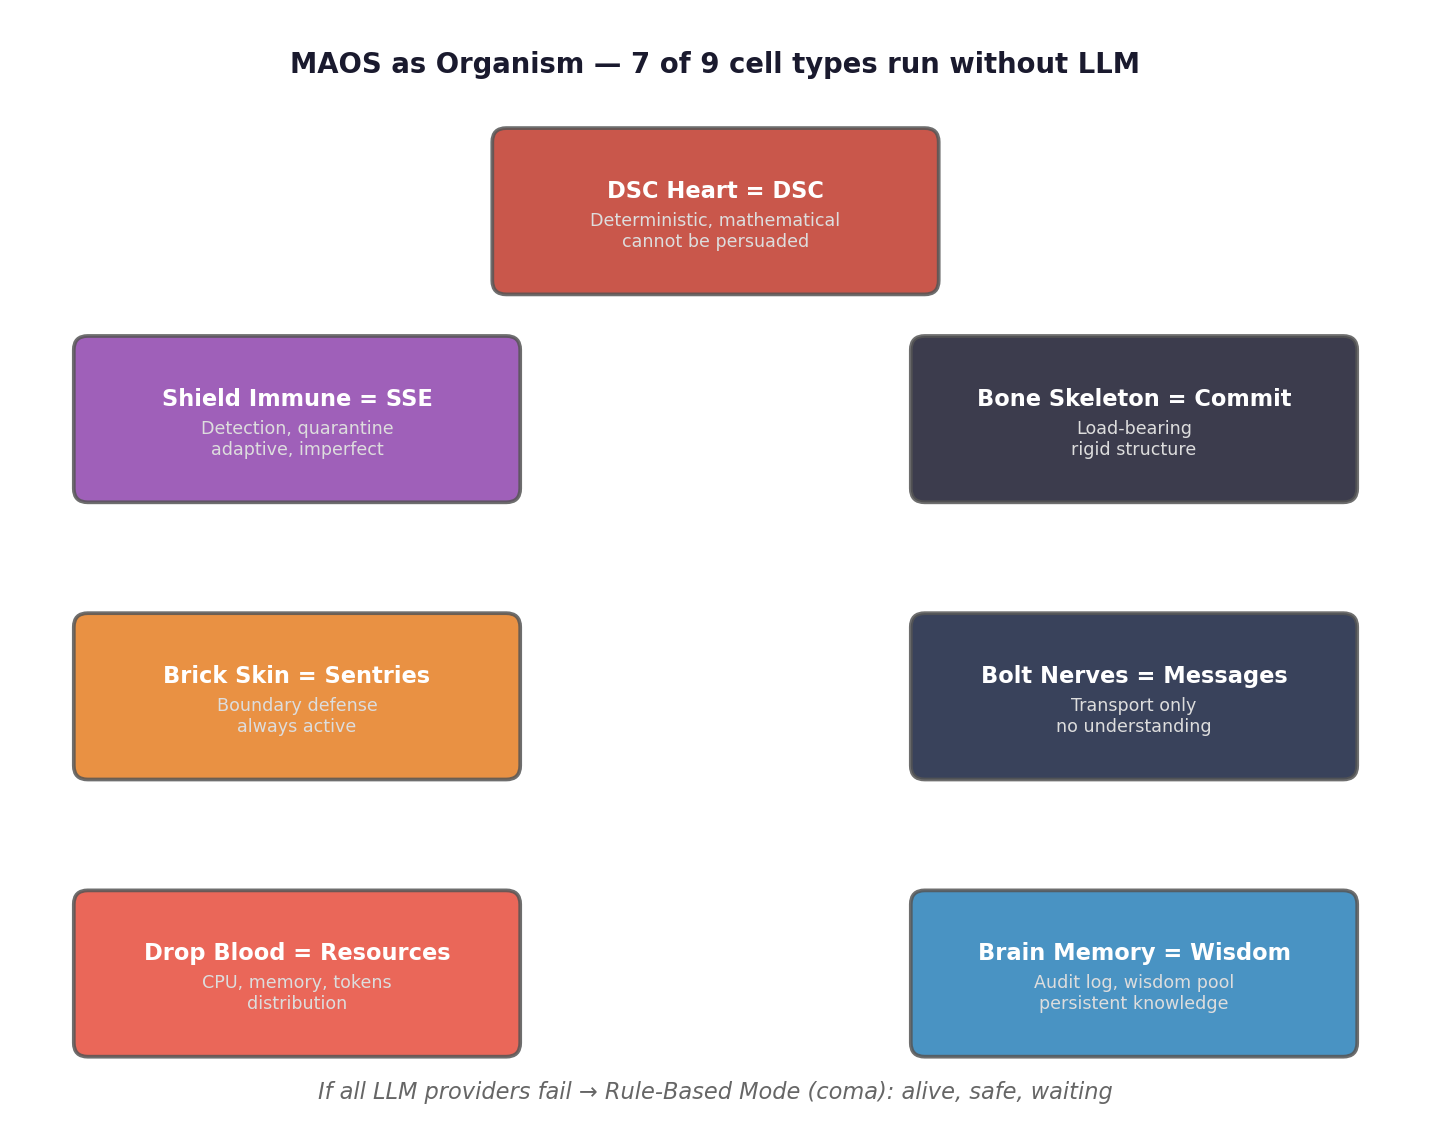 MAOS as Organism — 7 of 9 cell types run without LLM
DSC Heart = DSC
Deterministic, mathematical
cannot be persuaded
Shield Immune = SSE
Detection, quarantine
adaptive, imperfect
Bone Skeleton = Commit
Load-bearing
rigid structure
Brick Skin = Sentries
Boundary defense
always active
Bolt Nerves = Messages
Transport only
no understanding
Drop Blood = Resources
CPU, memory, tokens
distribution
Brain Memory = Wisdom
Audit log, wisdom pool
persistent knowledge
If all LLM providers fail → Rule-Based Mode (coma): alive, safe, waiting